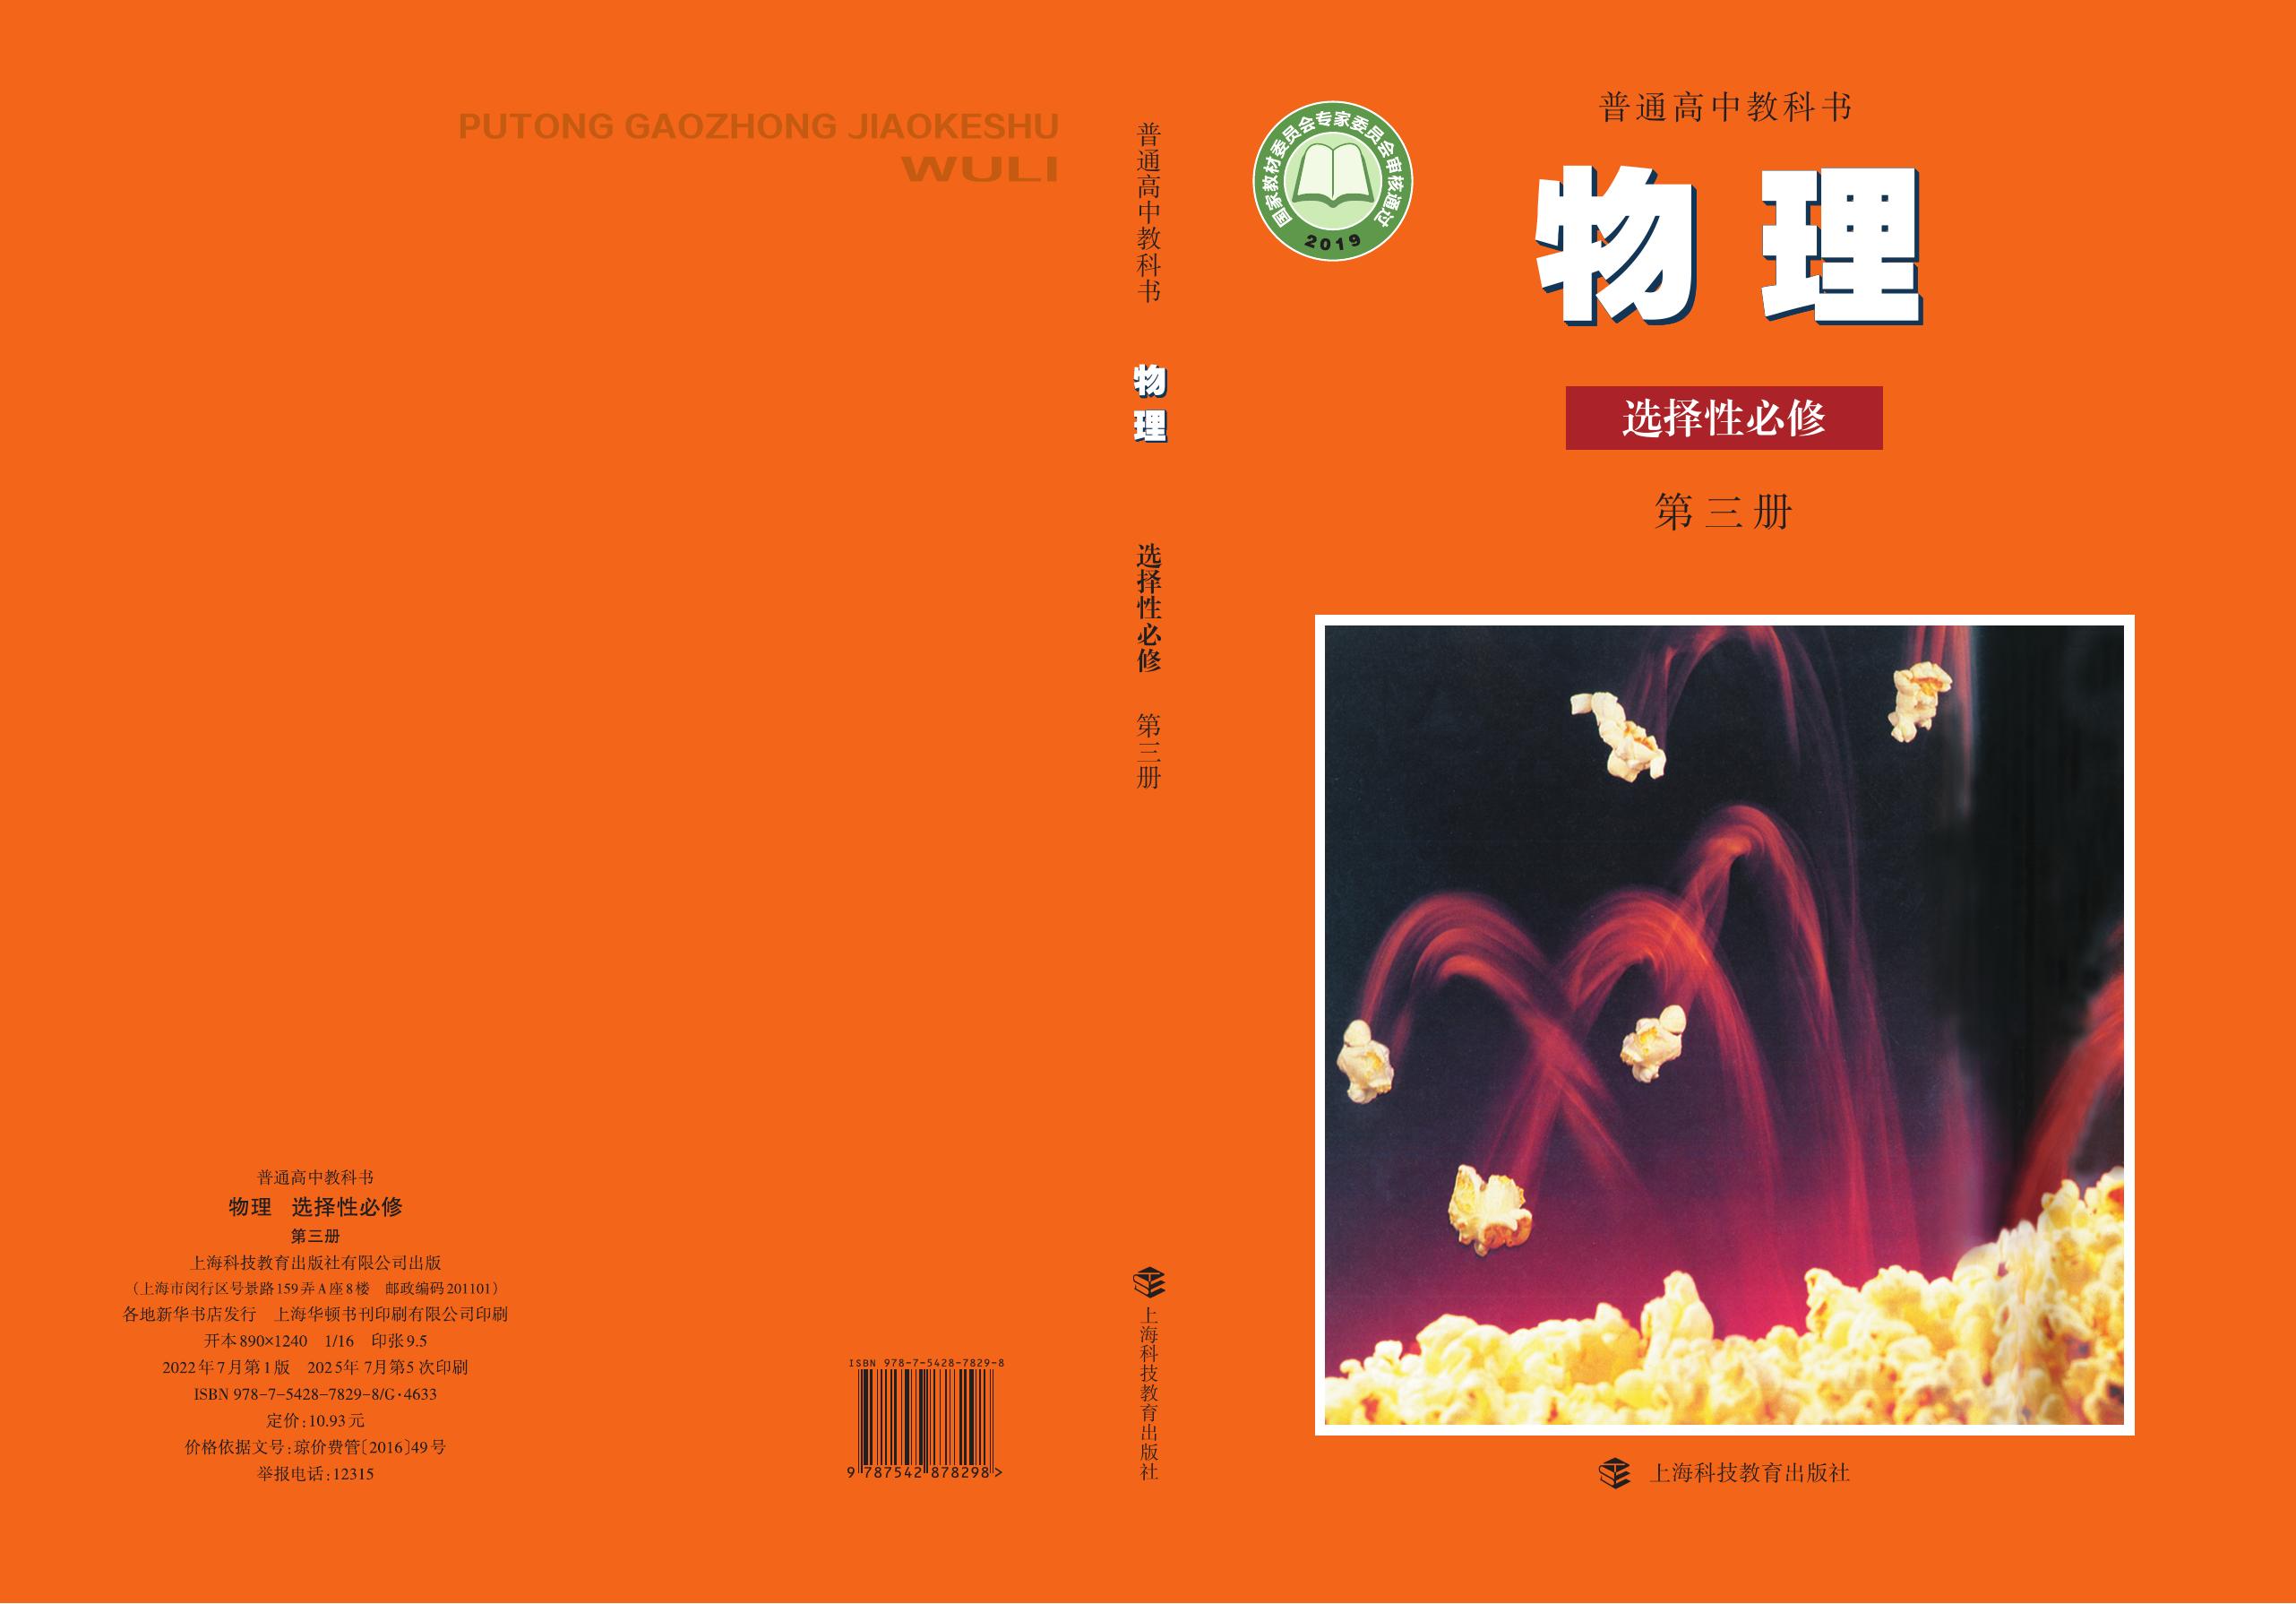 PUTONG GAOZHONG JIAOKESHU
WULI
普通高中教科书
物理 选择性必修
第三册
上海科技教育出版社有限公司出版
(上海市闵行区号景路159弄A座8楼 邮政编码201101)
各地新华书店发行 上海华顿书刊印刷有限公司印刷
开本890×1240 1/16 印张9.5
2022年7月第1版 2025年7月第5次印刷
ISBN 978-7-5428-7829-8/G·4633
定价:10.93元
价格依据文号:琼价费管〔2016〕49号
举报电话:12315
ISBN 978-7-5428-7829-8
9 787542 878298 >
普通高中教科书
物理
选择性必修
第三册
上海科技教育出版社
国家教材委员会专家委员会审核通过
2019
普通高中教科书
物理
选择性必修
第三册
上海科技教育出版社